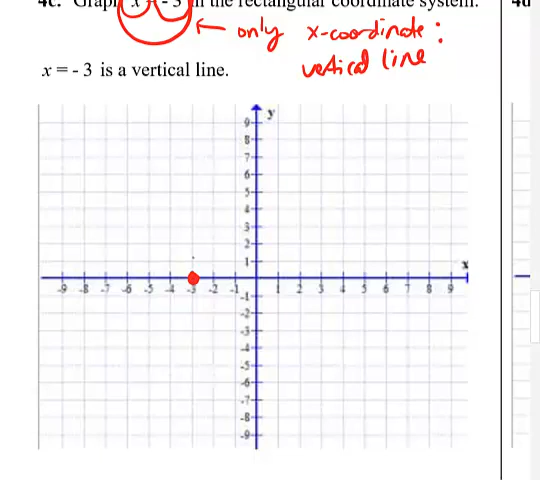 4c. Graph x = - 3 in the rectangular coordinate system.
4d
← only x-coordinate :
vertical line
x = - 3 is a vertical line.
y
9
8
7
6
5
4
3
2
1
x
-9 -8 -7 -6 -5 -4 -3 -2 -1 1 2 3 4 5 6 7 8 9
-1
-2
-3
-4
-5
-6
-7
-8
-9